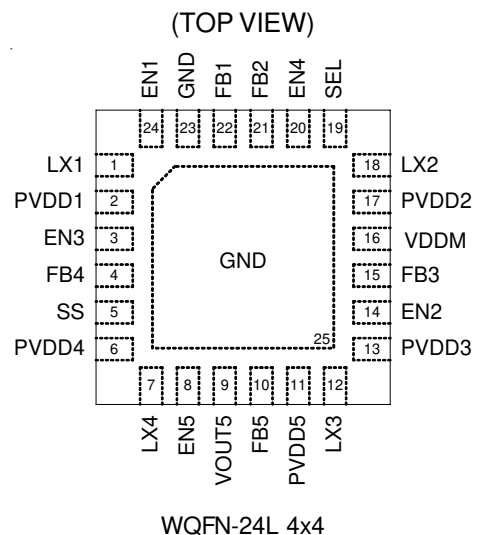 (TOP VIEW)
EN1 GND FB1 FB2 EN4 SEL
24 23 22 21 20 19
LX1 1 18 LX2
PVDD1 2 17 PVDD2
EN3 3 16 VDDM
GND
FB4 4 15 FB3
SS 5 14 EN2
25
PVDD4 6 13 PVDD3
7 8 9 10 11 12
LX4 EN5 VOUT5 FB5 PVDD5 LX3
WQFN-24L 4x4